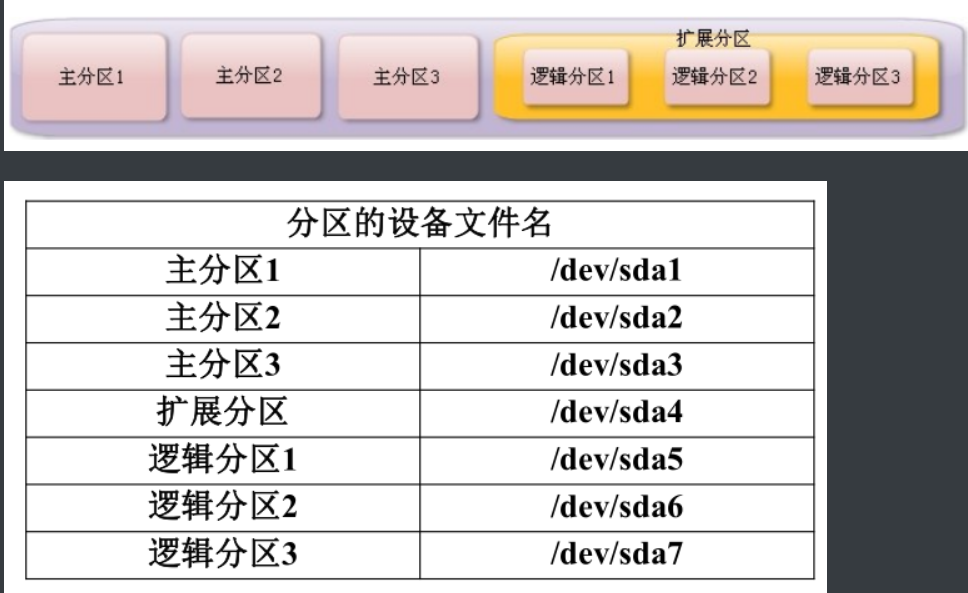 扩展分区
主分区1 主分区2 主分区3 逻辑分区1 逻辑分区2 逻辑分区3
分区的设备文件名
主分区1 /dev/sda1
主分区2 /dev/sda2
主分区3 /dev/sda3
扩展分区 /dev/sda4
逻辑分区1 /dev/sda5
逻辑分区2 /dev/sda6
逻辑分区3 /dev/sda7